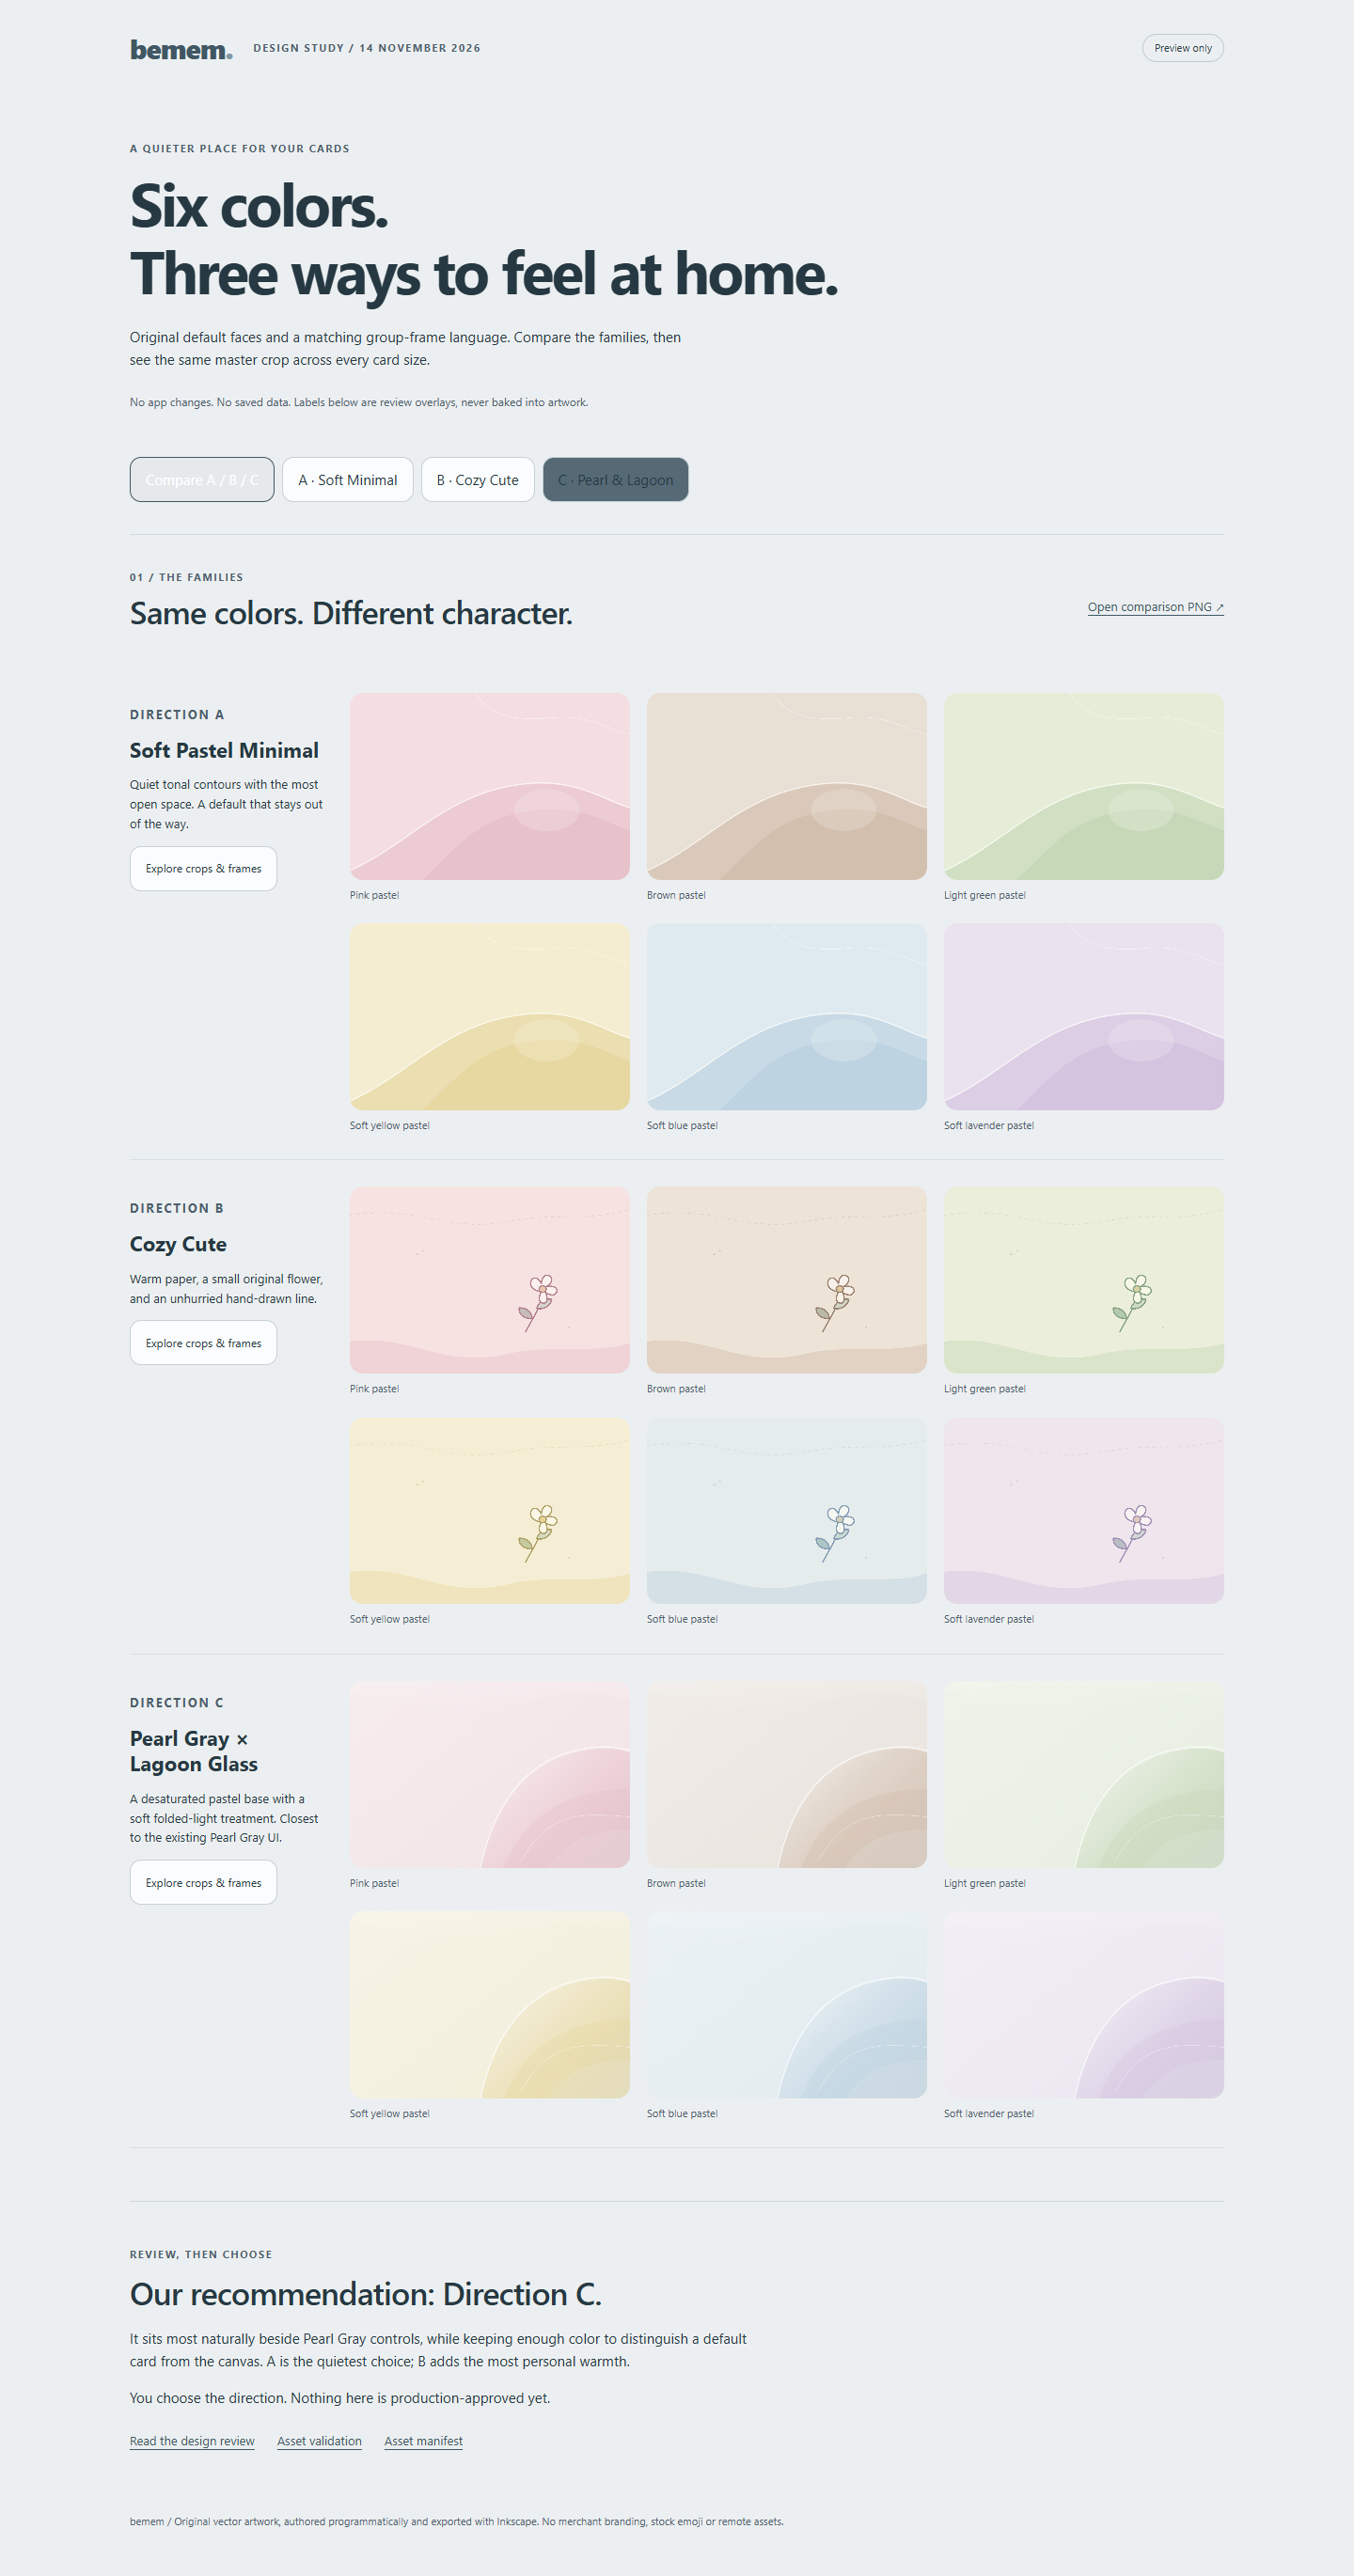 bemem.
DESIGN STUDY / 14 NOVEMBER 2026
Preview only
A QUIETER PLACE FOR YOUR CARDS
Six colors.
Three ways to feel at home.
Original default faces and a matching group-frame language. Compare the families, then
see the same master crop across every card size.
No app changes. No saved data. Labels below are review overlays, never baked into artwork.
Compare A / B / C
A · Soft Minimal
B · Cozy Cute
C · Pearl & Lagoon
01 / THE FAMILIES
Same colors. Different character.
Open comparison PNG ↗
DIRECTION A
Soft Pastel Minimal
Quiet tonal contours with the most
open space. A default that stays out
of the way.
Explore crops & frames
Pink pastel
Brown pastel
Light green pastel
Soft yellow pastel
Soft blue pastel
Soft lavender pastel
DIRECTION B
Cozy Cute
Warm paper, a small original flower,
and an unhurried hand-drawn line.
Explore crops & frames
Pink pastel
Brown pastel
Light green pastel
Soft yellow pastel
Soft blue pastel
Soft lavender pastel
DIRECTION C
Pearl Gray ×
Lagoon Glass
A desaturated pastel base with a
soft folded-light treatment. Closest
to the existing Pearl Gray UI.
Explore crops & frames
Pink pastel
Brown pastel
Light green pastel
Soft yellow pastel
Soft blue pastel
Soft lavender pastel
REVIEW, THEN CHOOSE
Our recommendation: Direction C.
It sits most naturally beside Pearl Gray controls, while keeping enough color to distinguish a default
card from the canvas. A is the quietest choice; B adds the most personal warmth.
You choose the direction. Nothing here is production-approved yet.
Read the design review
Asset validation
Asset manifest
bemem / Original vector artwork, authored programmatically and exported with Inkscape. No merchant branding, stock emoji or remote assets.